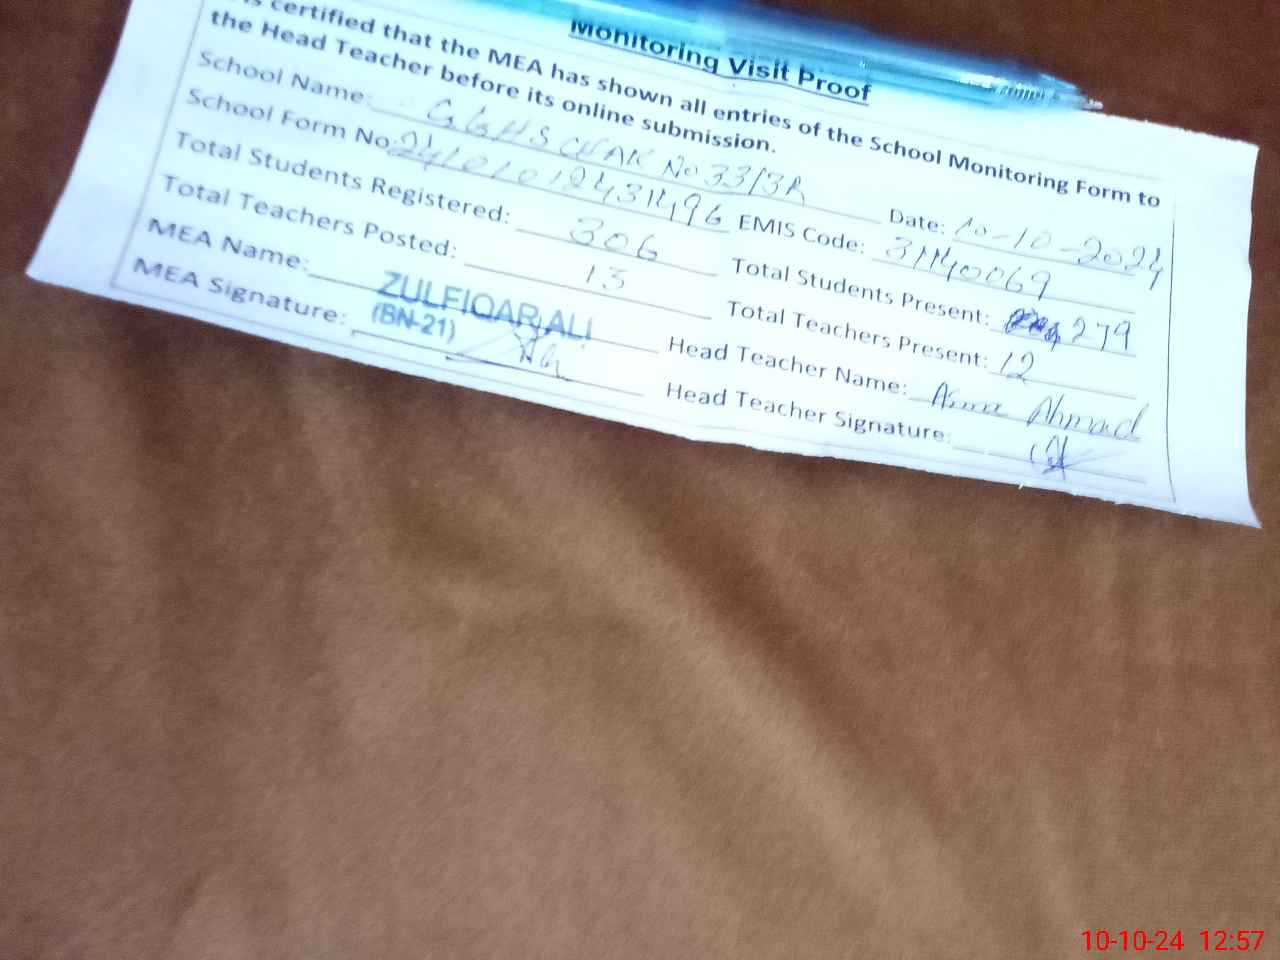 Monitoring Visit Proof
is certified that the MEA has shown all entries of the School Monitoring Form to
the Head Teacher before its online submission.
School Name: GGHS CHAK No 33/3R Date: 10-10-2024
School Form No: EMIS Code: 31140069
Total Students Registered: 306 Total Students Present: 279
Total Teachers Posted: 13 Total Teachers Present: 12
MEA Name: ZULFIQAR ALI Head Teacher Name: Ahmad
(BN-21)
MEA Signature: Head Teacher Signature:
10-10-24 12:57